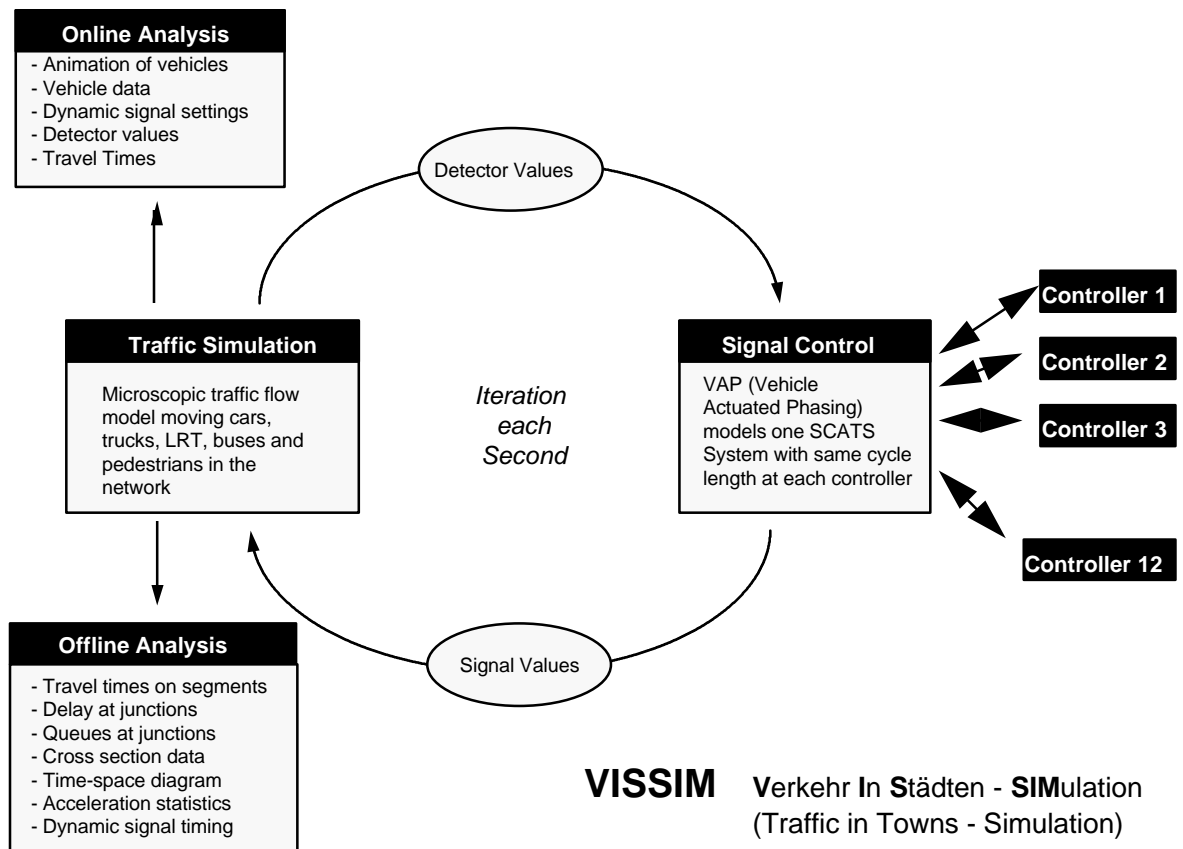 Online Analysis
- Animation of vehicles
- Vehicle data
- Dynamic signal settings
- Detector values
- Travel Times
Detector Values
Traffic Simulation
Microscopic traffic flow
model moving cars,
trucks, LRT, buses and
pedestrians in the
network
Iteration
each
Second
Signal Control
VAP (Vehicle
Actuated Phasing)
models one SCATS
System with same cycle
length at each controller
Controller 1
Controller 2
Controller 3
Controller 12
Signal Values
Offline Analysis
- Travel times on segments
- Delay at junctions
- Queues at junctions
- Cross section data
- Time-space diagram
- Acceleration statistics
- Dynamic signal timing
VISSIM Verkehr In Städten - SIMulation
(Traffic in Towns - Simulation)